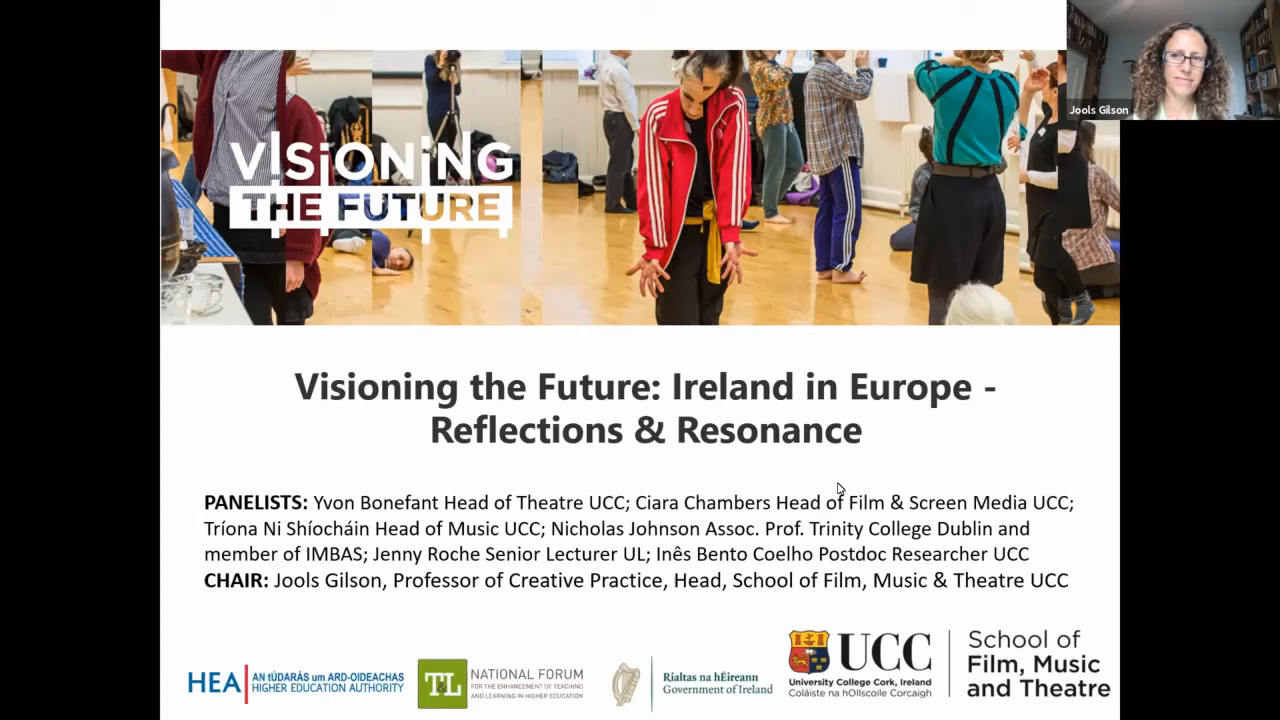 Jools Gilson
VISIONING
THE FUTURE
Visioning the Future: Ireland in Europe -
Reflections & Resonance
PANELISTS: Yvon Bonefant Head of Theatre UCC; Ciara Chambers Head of Film & Screen Media UCC;
Tríona Ni Shíocháin Head of Music UCC; Nicholas Johnson Assoc. Prof. Trinity College Dublin and
member of IMBAS; Jenny Roche Senior Lecturer UL; Inês Bento Coelho Postdoc Researcher UCC
CHAIR: Jools Gilson, Professor of Creative Practice, Head, School of Film, Music & Theatre UCC
HEA
AN tÚDARÁS um ARD-OIDEACHAS
HIGHER EDUCATION AUTHORITY
T&L
NATIONAL FORUM
FOR THE ENHANCEMENT OF TEACHING
AND LEARNING IN HIGHER EDUCATION
Rialtas na hÉireann
Government of Ireland
UCC
University College Cork, Ireland
Coláiste na hOllscoile Corcaigh
School of
Film, Music
and Theatre